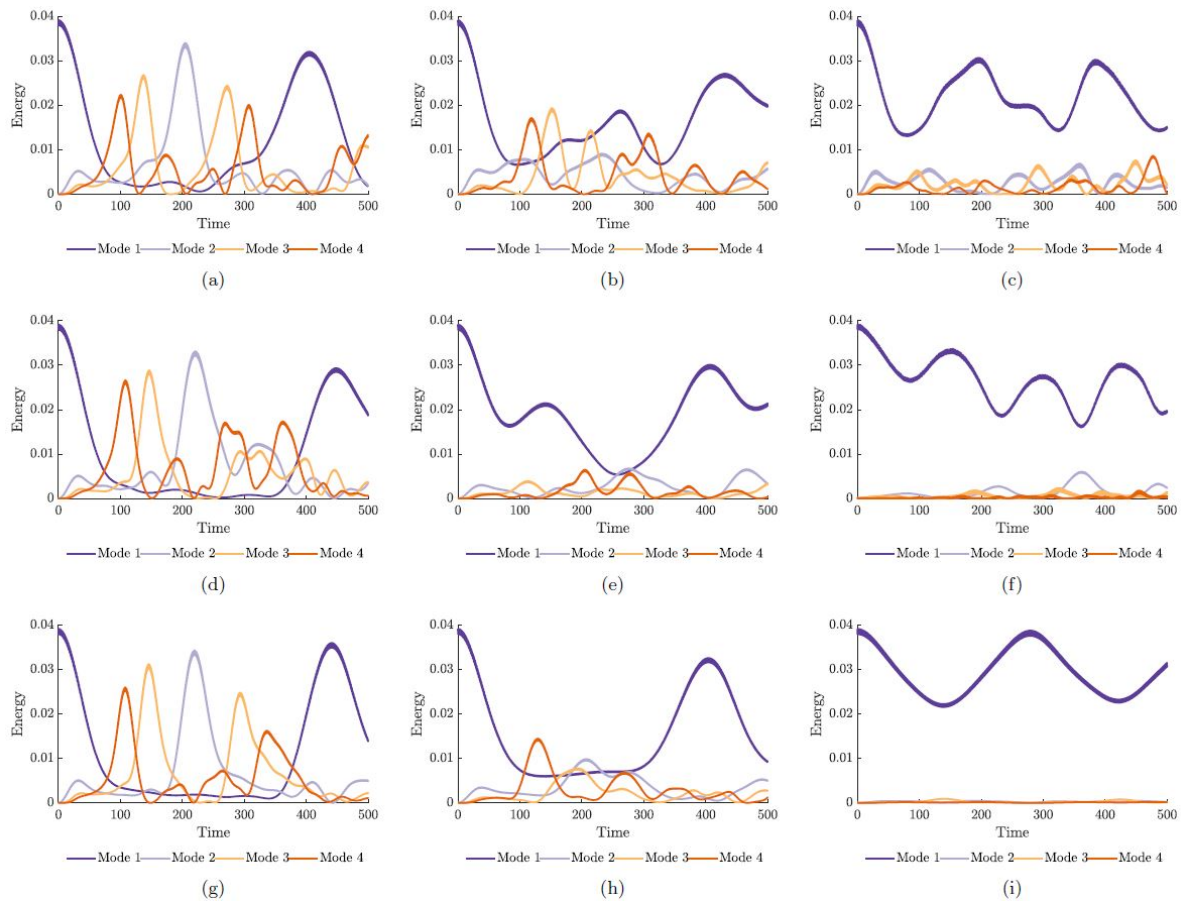 0.04 0.04 0.04
0.03 0.03 0.03
Energy Energy Energy
0.02 0.02 0.02
0.01 0.01 0.01
0 0 0
0 100 200 300 400 500 0 100 200 300 400 500 0 100 200 300 400 500
Time Time Time
Mode 1 Mode 2 Mode 3 Mode 4 Mode 1 Mode 2 Mode 3 Mode 4 Mode 1 Mode 2 Mode 3 Mode 4
(a) (b) (c)
0.04 0.04 0.04
0.03 0.03 0.03
Energy Energy Energy
0.02 0.02 0.02
0.01 0.01 0.01
0 0 0
0 100 200 300 400 500 0 100 200 300 400 500 0 100 200 300 400 500
Time Time Time
Mode 1 Mode 2 Mode 3 Mode 4 Mode 1 Mode 2 Mode 3 Mode 4 Mode 1 Mode 2 Mode 3 Mode 4
(d) (e) (f)
0.04 0.04 0.04
0.03 0.03 0.03
Energy Energy Energy
0.02 0.02 0.02
0.01 0.01 0.01
0 0 0
0 100 200 300 400 500 0 100 200 300 400 500 0 100 200 300 400 500
Time Time Time
Mode 1 Mode 2 Mode 3 Mode 4 Mode 1 Mode 2 Mode 3 Mode 4 Mode 1 Mode 2 Mode 3 Mode 4
(g) (h) (i)